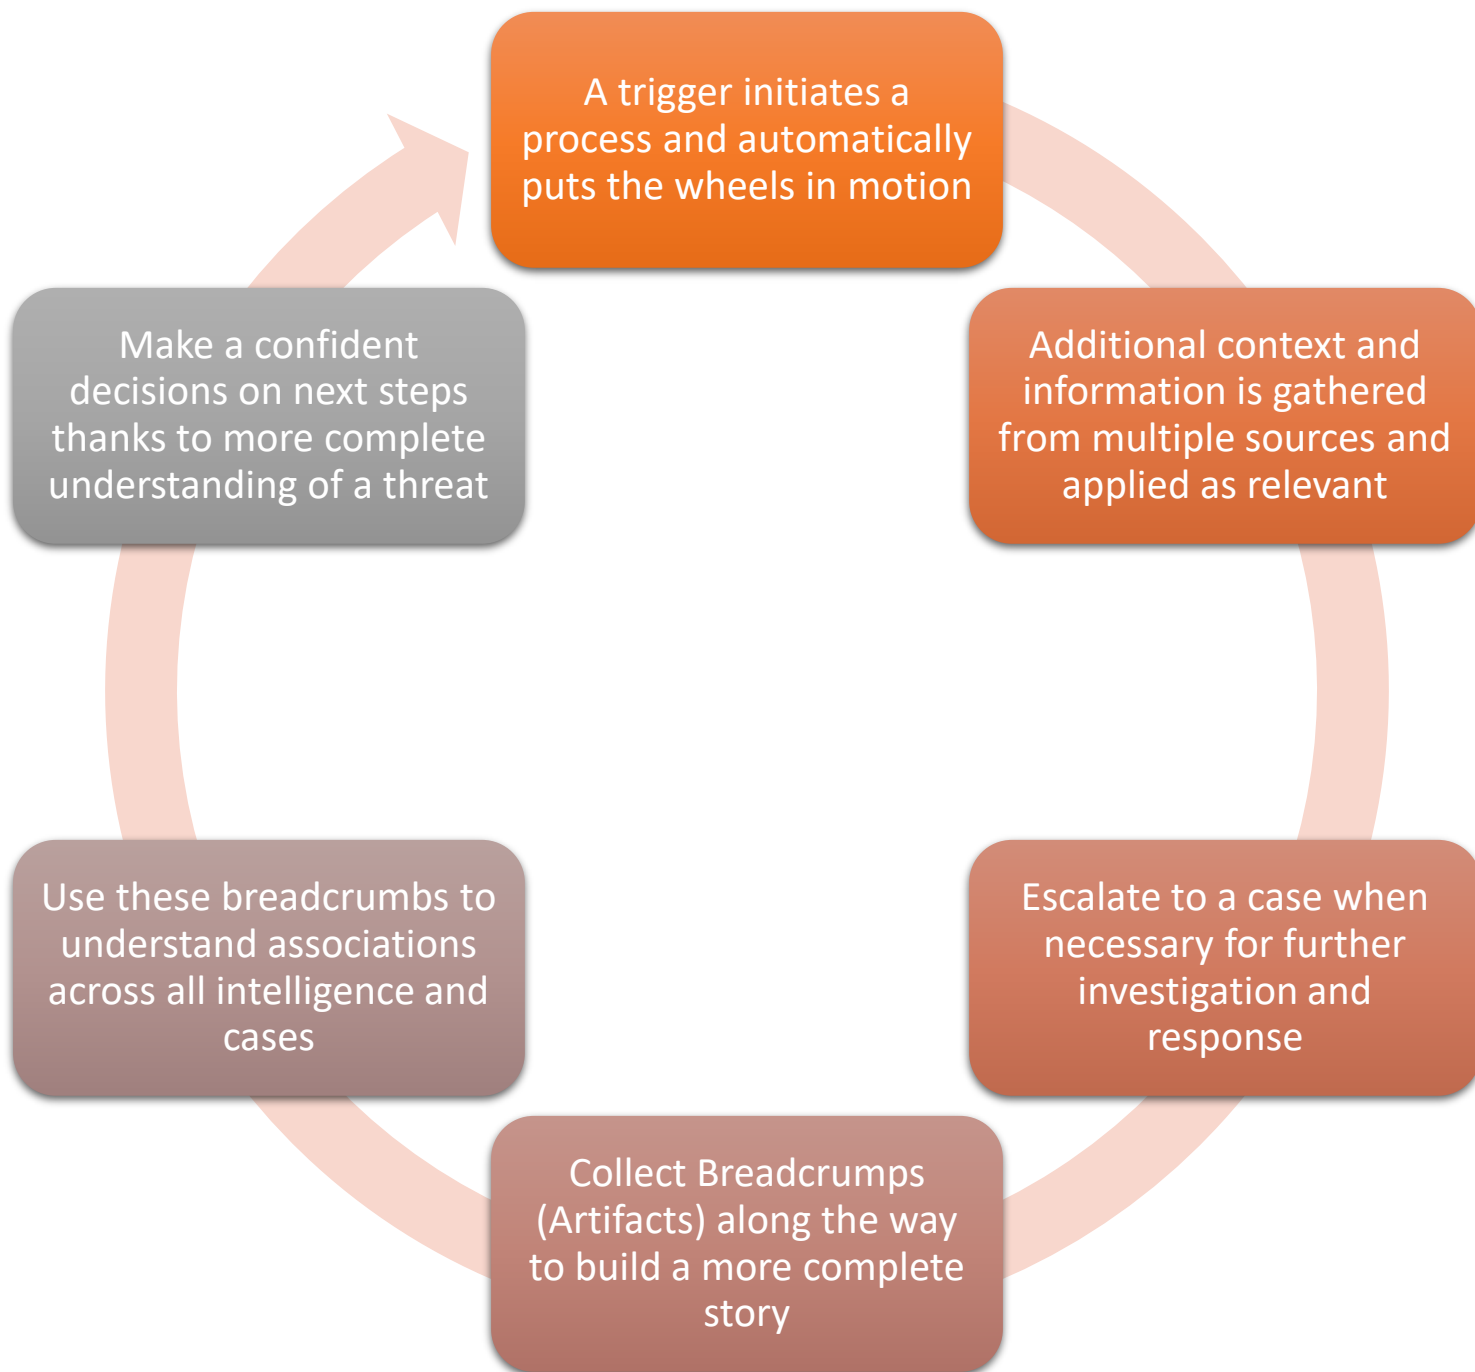 A trigger initiates a
process and automatically
puts the wheels in motion
Additional context and
information is gathered
from multiple sources and
applied as relevant
Escalate to a case when
necessary for further
investigation and
response
Collect Breadcrumps
(Artifacts) along the way
to build a more complete
story
Use these breadcrumbs to
understand associations
across all intelligence and
cases
Make a confident
decisions on next steps
thanks to more complete
understanding of a threat